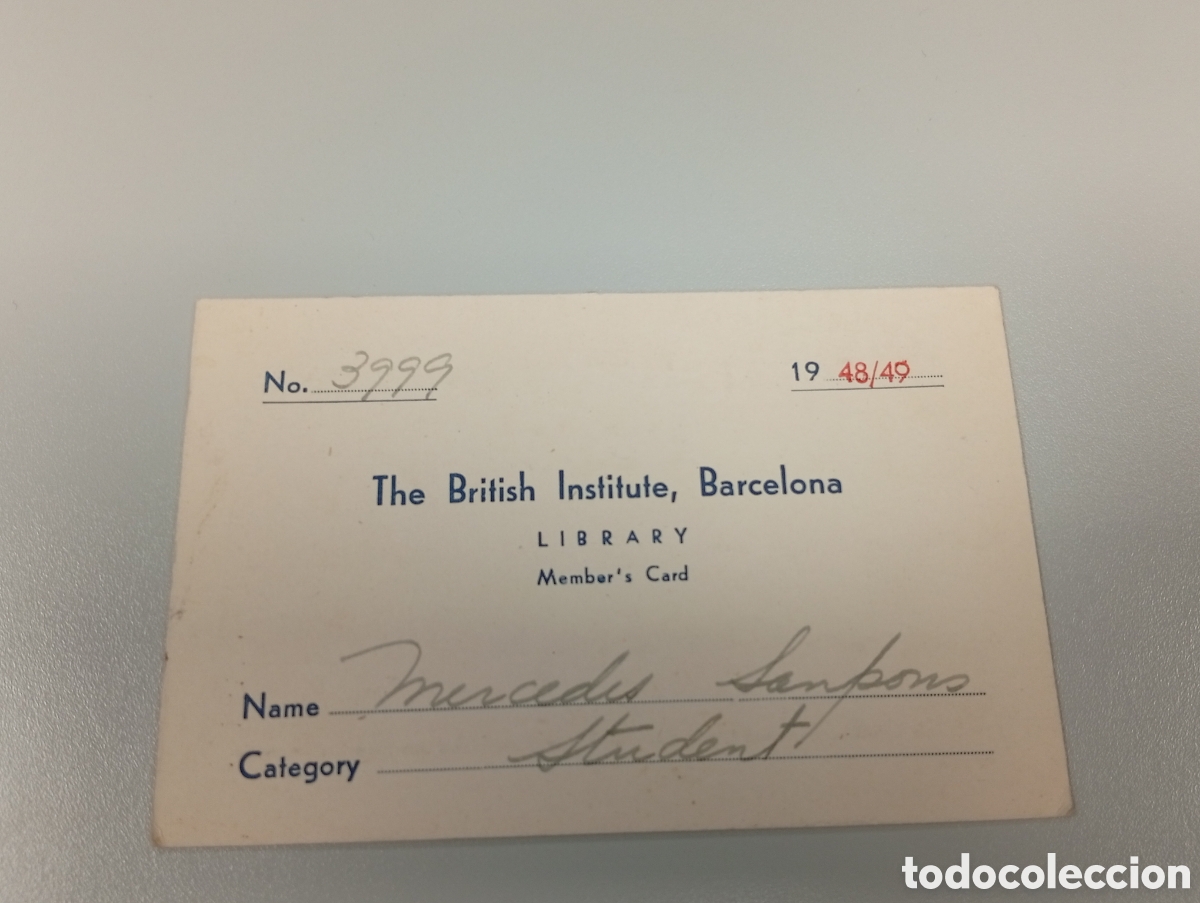 No. 3999
19 48/49
The British Institute, Barcelona
LIBRARY
Member's Card
Name Mercedes Sanpons
Category Student
todocoleccion